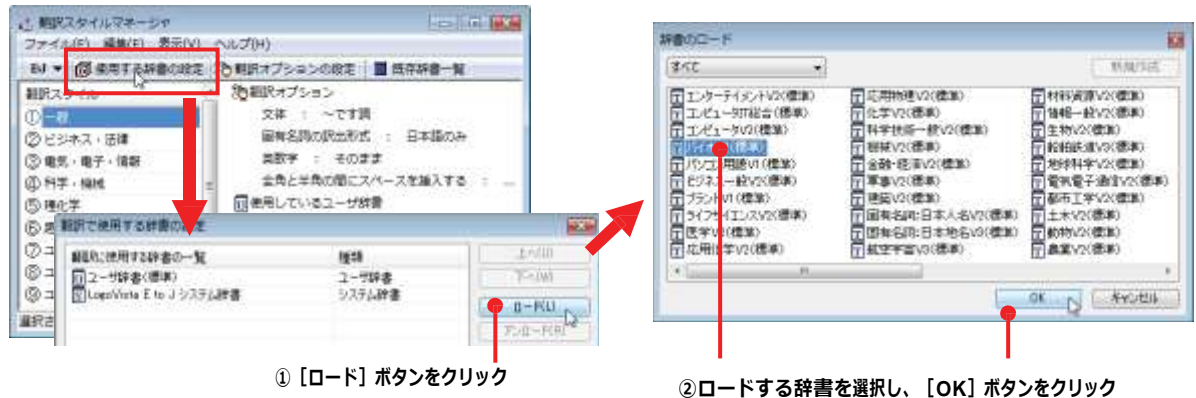 翻訳スタイルマネージャ
ファイル(F) 編集(E) 表示(V) ヘルプ(H)
EtJ 使用する辞書の設定 翻訳オプションの設定 既存辞書一覧
翻訳スタイル
①一般
②ビジネス・法律
③電気・電子・情報
④科学・機械
⑤理化学
翻訳オプション
文体 : ～です調
固有名詞の訳出形式 : 日本語のみ
英数字 : そのまま
全角と半角の間にスペースを挿入する : ...
使用しているユーザ辞書
翻訳で使用する辞書の設定
翻訳に使用する辞書の一覧 種類
ユーザ辞書(標準) ユーザ辞書
LogoVista E to J システム辞書 システム辞書
上へ(U)
下へ(W)
ロード(L)
アンロード(R)
① [ロード] ボタンをクリック
辞書のロード
すべて
新規作成
エンターテイメントV2(標準)
コンピュータIT総合(標準)
コンピュータV2(標準)
パソコン用語V1(標準)
ビジネス一般V2(標準)
ブランドV1(標準)
ライフサイエンスV2(標準)
医学V2(標準)
応用化学V2(標準)
応用物理V2(標準)
化学V2(標準)
科学技術一般V2(標準)
機械V2(標準)
金融・経済V2(標準)
軍事V2(標準)
建築V2(標準)
固有名詞:日本人名V2(標準)
固有名詞:日本地名V3(標準)
航空宇宙V3(標準)
材料資源V2(標準)
情報一般V2(標準)
生物V2(標準)
船舶鉄道V3(標準)
地球科学V2(標準)
電気電子通信V2(標準)
都市工学V2(標準)
土木V2(標準)
動物V2(標準)
農業V2(標準)
OK キャンセル
②ロードする辞書を選択し、[OK] ボタンをクリック